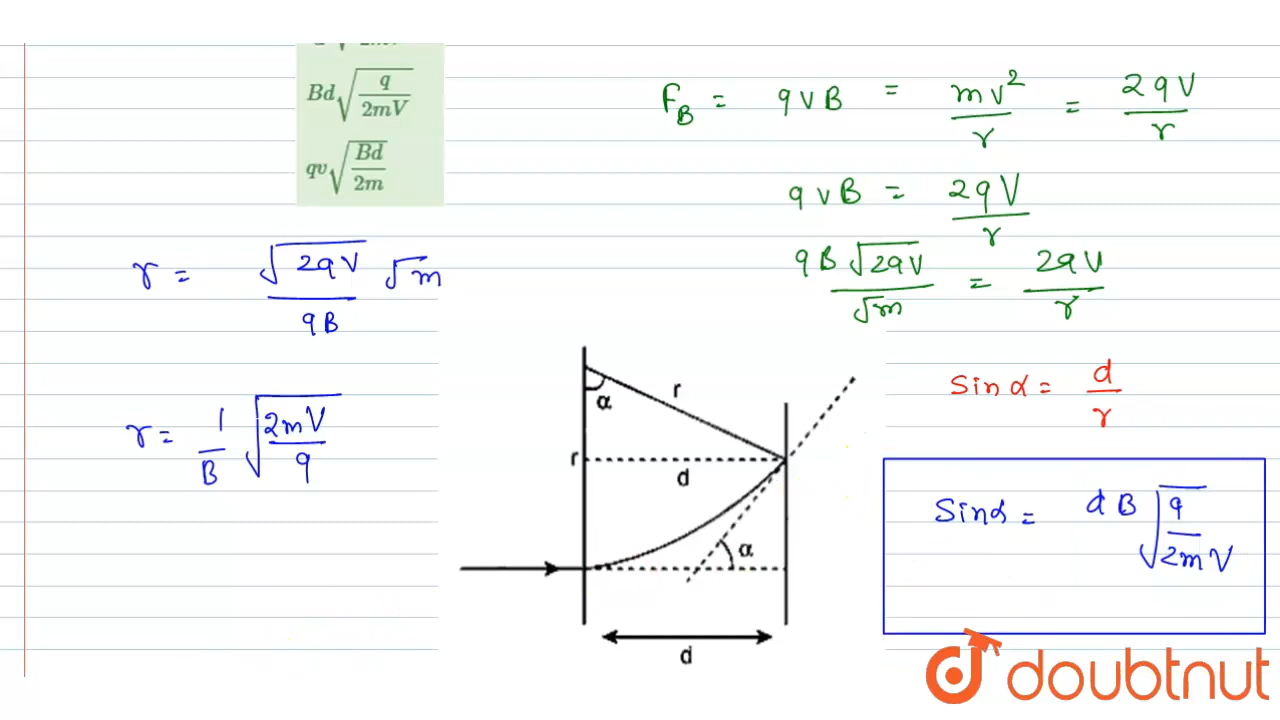 Bd√(q/2mV)
qv√(Bd/2m)
F_B = qvB = mv²/r = 2qV/r
qvB = 2qV/r
qB√2qV/√m = 2qV/r
r = √2qV/qB √m
r = 1/B √(2mV/q)
Sin α = d/r
Sin α = dB√(q/2mV)
α
r
r
d
α
d
doubtnut